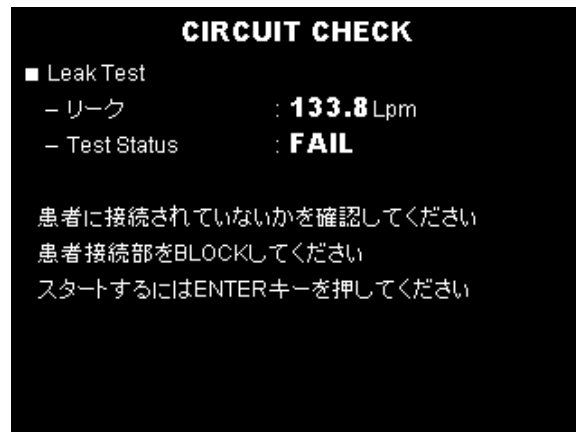 CIRCUIT CHECK
■ Leak Test
– リーク : 133.8 Lpm
– Test Status : FAIL
患者に接続されていないかを確認してください
患者接続部をBLOCKしてください
スタートするにはENTERキーを押してください